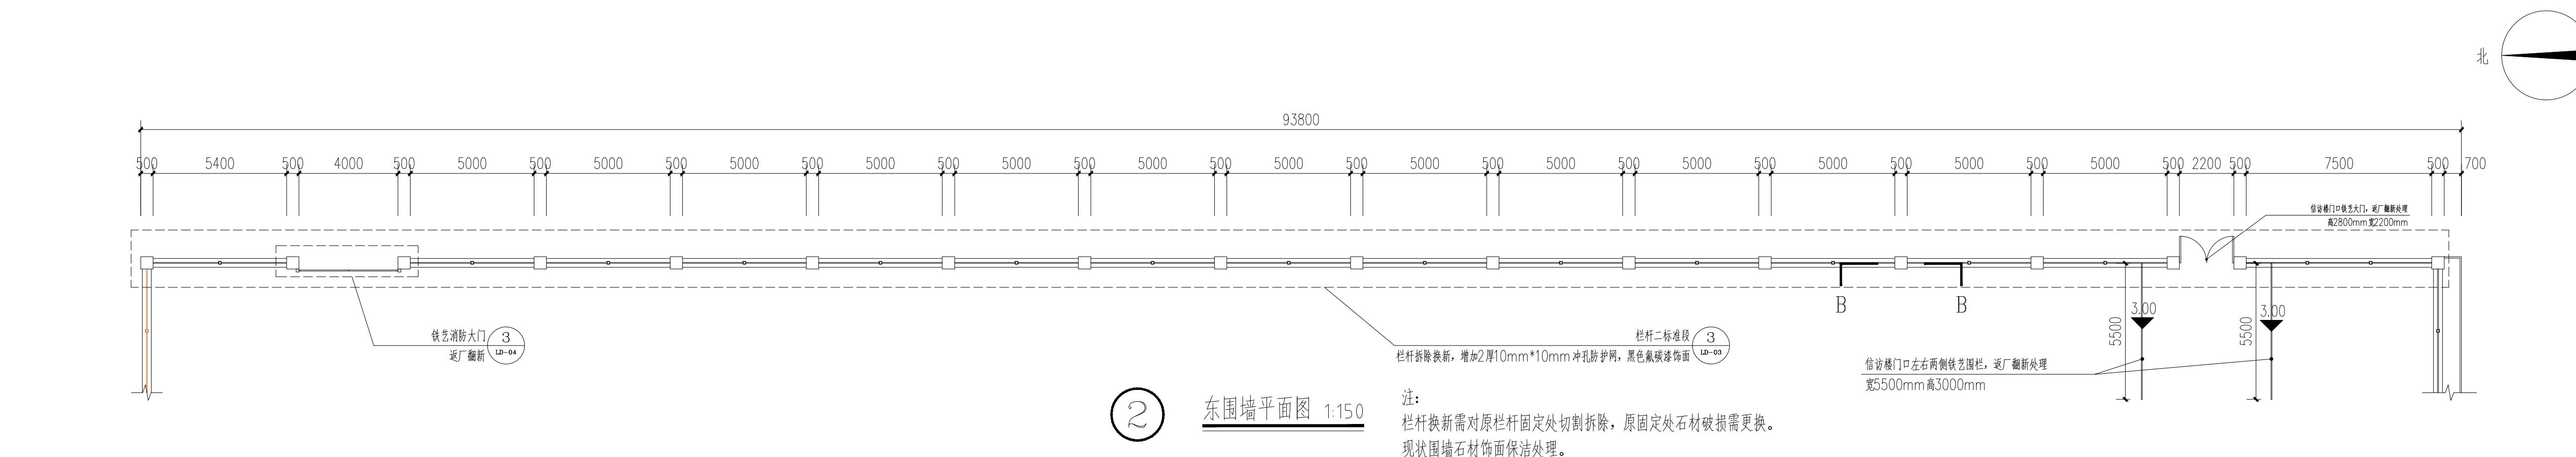 北
93800
500 5400 500 4000 500 5000 500 5000 500 5000 500 5000 500 5000 500 5000 500 5000 500 5000 500 5000 500 5000 500 5000 500 5000 500 5000 500 2200 500 7500 500 700
信访楼门口铁艺大门，返厂翻新处理
高2800mm宽2200mm
B B
3.00 3.00
5500 5500
铁艺消防大门
返厂翻新
3
LD-04
栏杆二标准段
栏杆拆除换新，增加2厚10mm*10mm冲孔防护网，黑色氟碳漆饰面
3
LD-03
信访楼门口左右两侧铁艺围栏，返厂翻新处理
宽5500mm高3000mm
2
东围墙平面图 1:150
注：
栏杆换新需对原栏杆固定处切割拆除，原固定处石材破损需更换。
现状围墙石材饰面保洁处理。